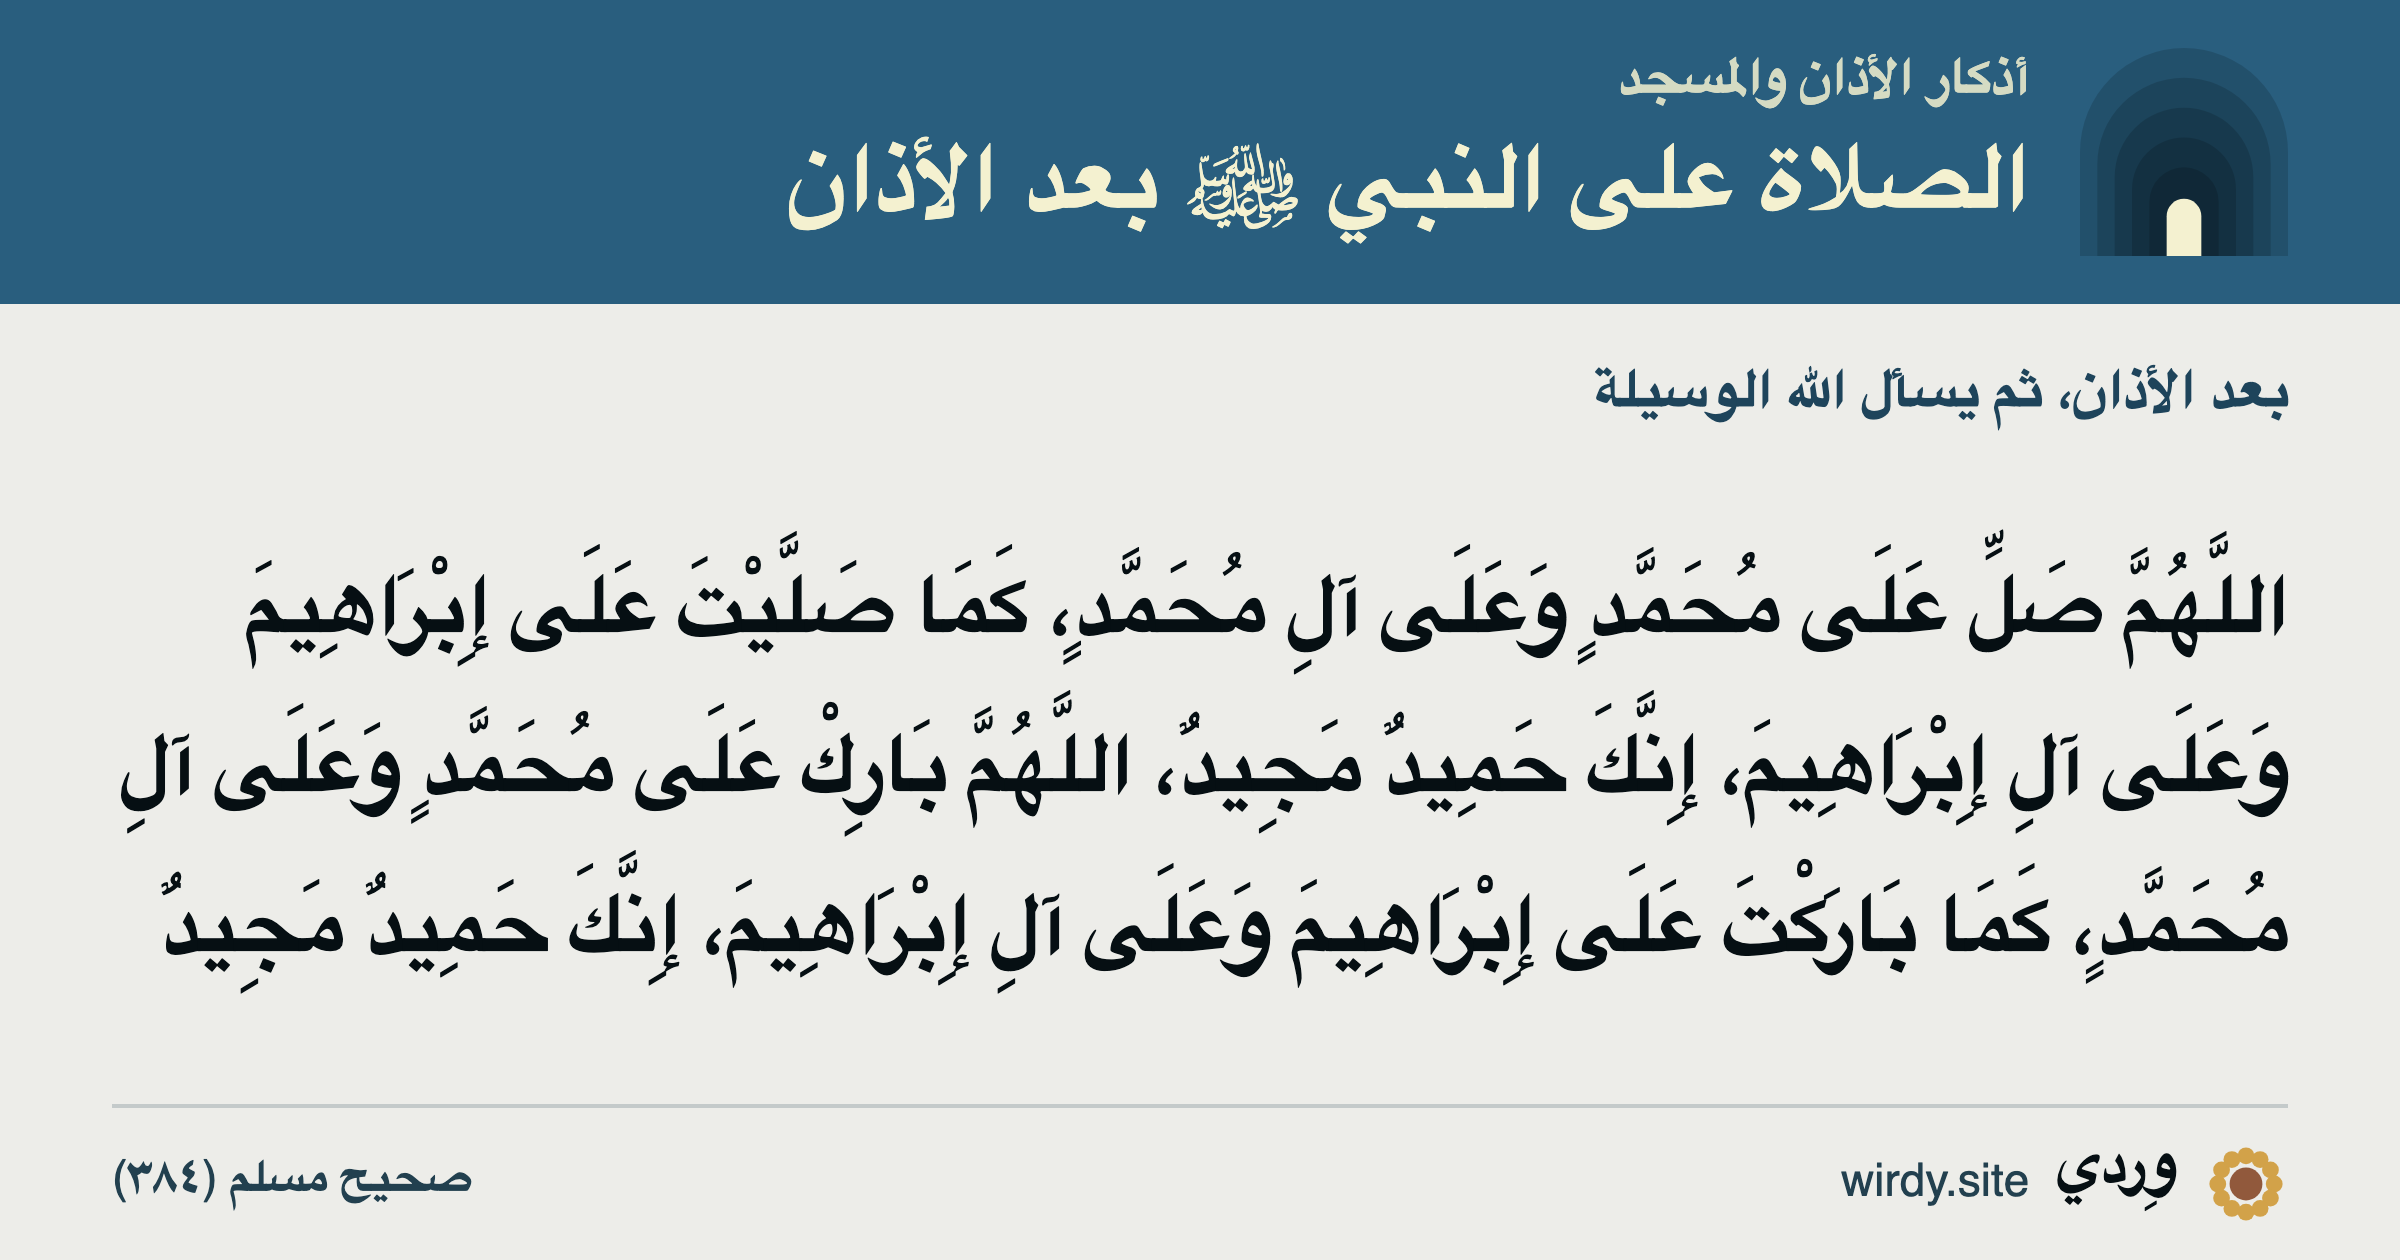 أذكار الأذان والمسجد
الصلاة على النبي ﷺ بعد الأذان
بعد الأذان، ثم يسأل الله الوسيلة
اللَّهُمَّ صَلِّ عَلَى مُحَمَّدٍ وَعَلَى آلِ مُحَمَّدٍ، كَمَا صَلَّيْتَ عَلَى إِبْرَاهِيمَ
وَعَلَى آلِ إِبْرَاهِيمَ، إِنَّكَ حَمِيدٌ مَجِيدٌ، اللَّهُمَّ بَارِكْ عَلَى مُحَمَّدٍ وَعَلَى آلِ
مُحَمَّدٍ، كَمَا بَارَكْتَ عَلَى إِبْرَاهِيمَ وَعَلَى آلِ إِبْرَاهِيمَ، إِنَّكَ حَمِيدٌ مَجِيدٌ
وِردي wirdy.site
صحيح مسلم (٣٨٤)